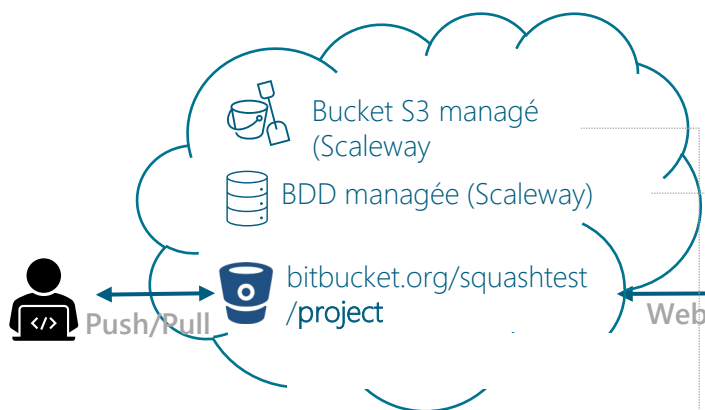 Bucket S3 managé
(Scaleway
BDD managée (Scaleway)
bitbucket.org/squashtest
/project
</>
Push/Pull
Web